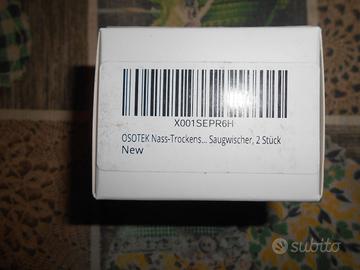 X001SEPR6H
OSOTEK Nass-Trockens... Saugwischer, 2 Stück
New
subito